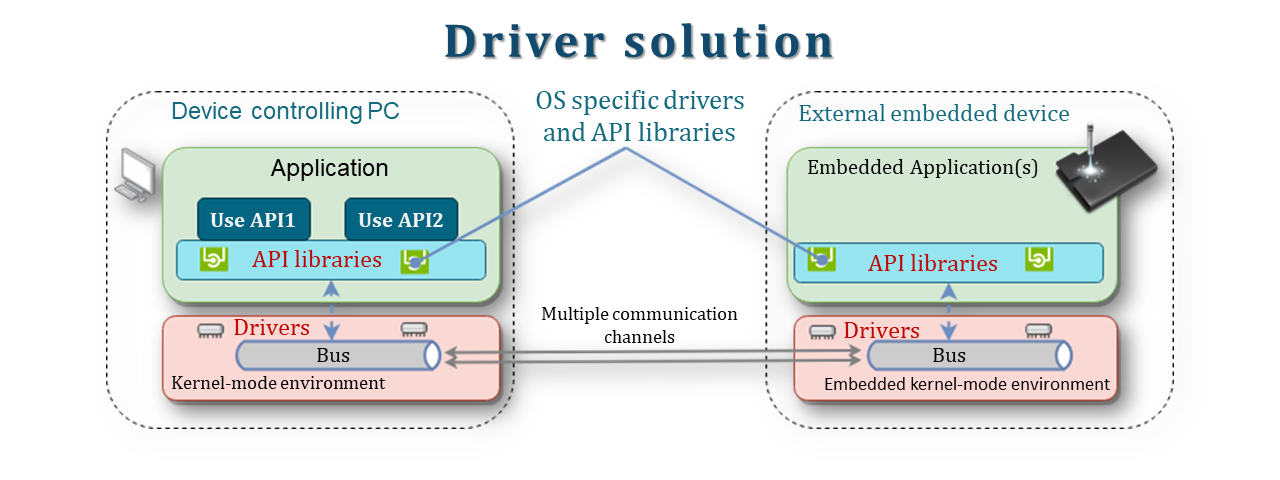 Driver solution
Device controlling PC
Application
Use API1
Use API2
API libraries
Drivers
Bus
Kernel-mode environment
OS specific drivers
and API libraries
Multiple communication
channels
External embedded device
Embedded Application(s)
API libraries
Drivers
Bus
Embedded kernel-mode environment